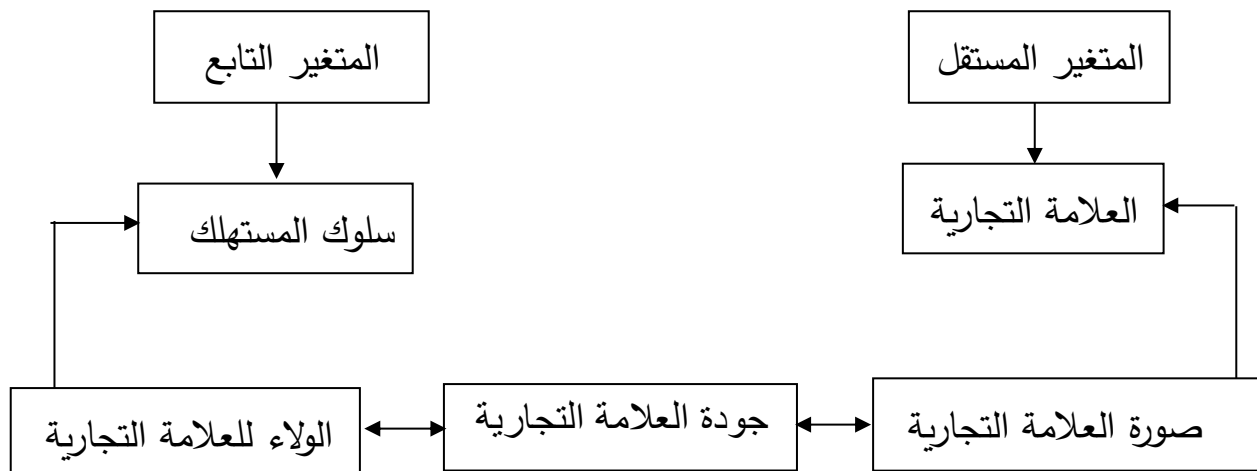 المتغير المستقل
المتغير التابع
العلامة التجارية
سلوك المستهلك
صورة العلامة التجارية
جودة العلامة التجارية
الولاء للعلامة التجارية